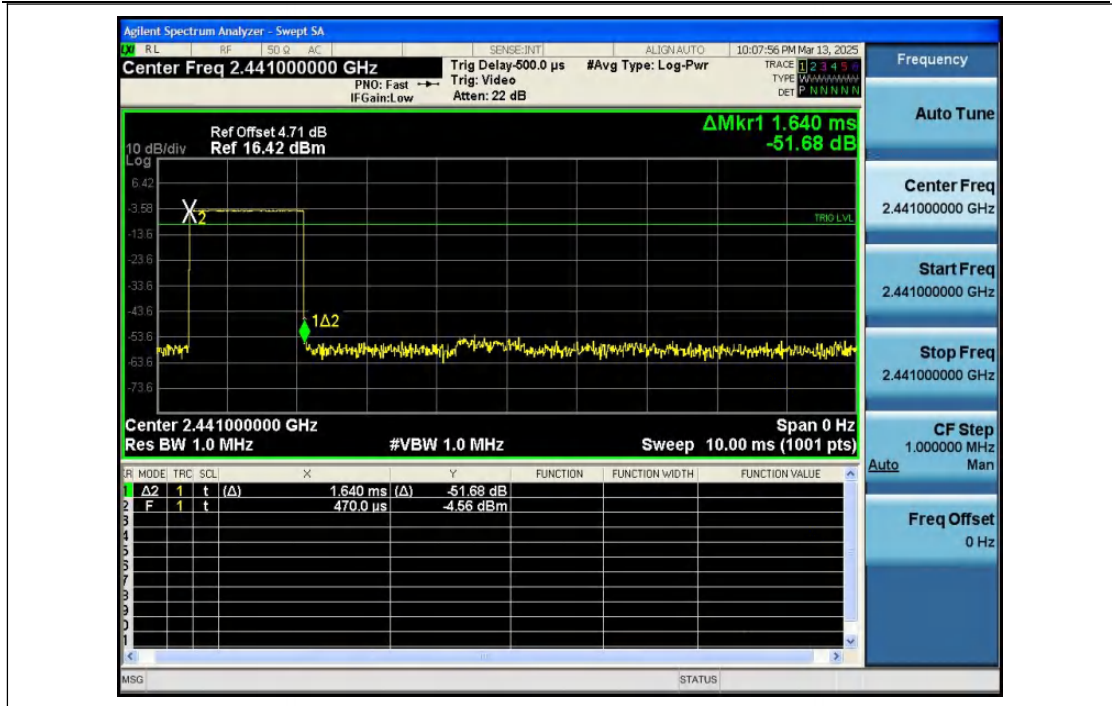 Agilent Spectrum Analyzer - Swept SA
LXI RL RF 50 Ω AC SENSE:INT ALIGN AUTO 10:07:56 PM Mar 13, 2025
Center Freq 2.441000000 GHz
PNO: Fast
IFGain:Low
Trig Delay-500.0 µs
Trig: Video
Atten: 22 dB
#Avg Type: Log-Pwr
TRACE 1 2 3 4 5 6
TYPE WWWWWW
DET P N N N N N
Frequency
Auto Tune
Center Freq
2.441000000 GHz
Start Freq
2.441000000 GHz
Stop Freq
2.441000000 GHz
CF Step
1.000000 MHz
Auto Man
Freq Offset
0 Hz
ΔMkr1 1.640 ms
-51.68 dB
Ref Offset 4.71 dB
10 dB/div Ref 16.42 dBm
Log
6.42
-3.58
-13.6
-23.6
-33.6
-43.6
-53.6
-63.6
-73.6
X2
TRIG LVL
1Δ2
Center 2.441000000 GHz Span 0 Hz
Res BW 1.0 MHz #VBW 1.0 MHz Sweep 10.00 ms (1001 pts)
MODE TRC SCL X Y FUNCTION FUNCTION WIDTH FUNCTION VALUE
1 Δ2 1 t (Δ) 1.640 ms (Δ) -51.68 dB
2 F 1 t 470.0 µs -4.56 dBm
3
4
5
6
7
8
9
MSG STATUS